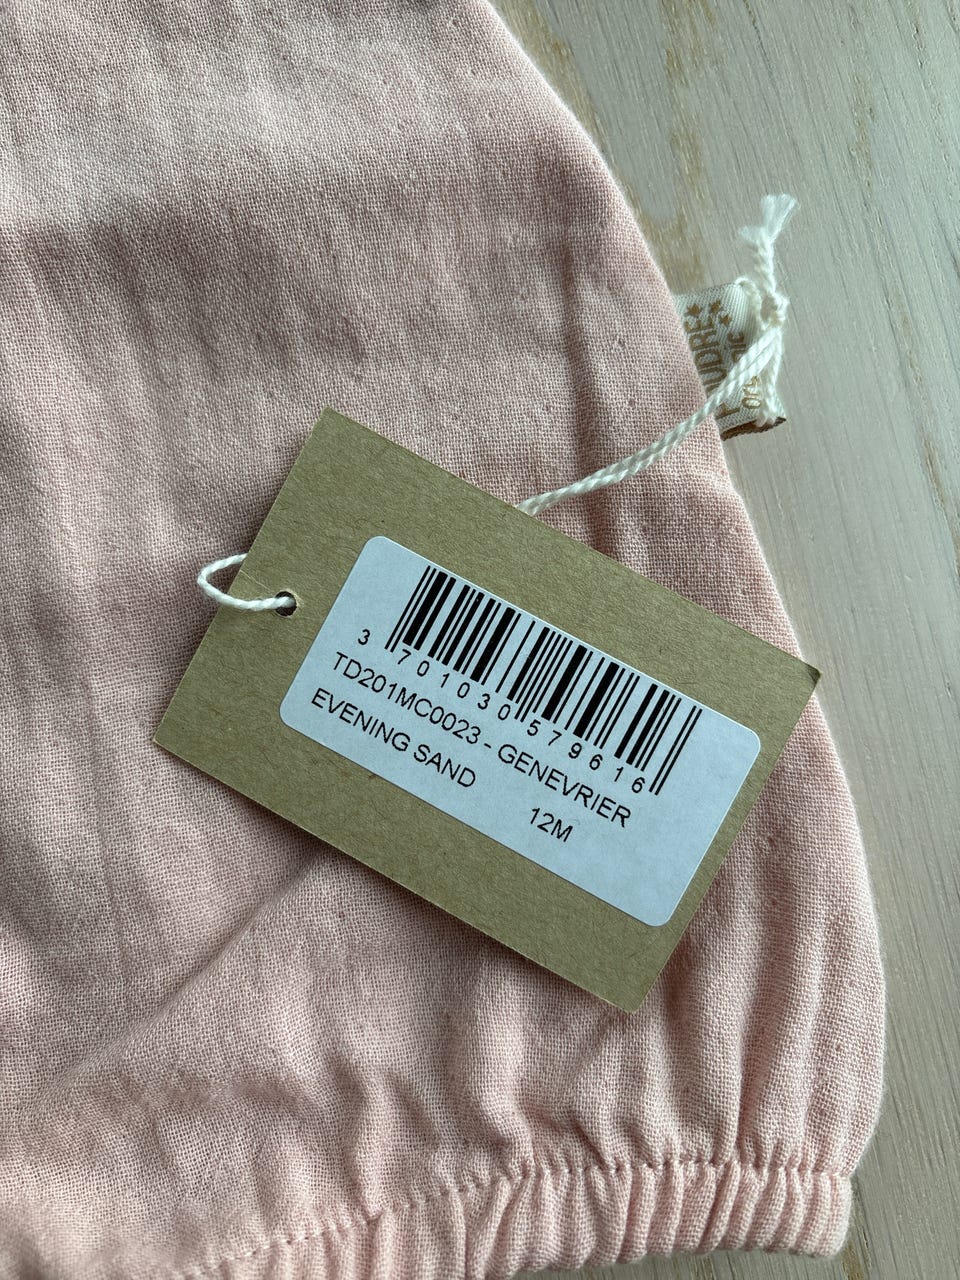 3 701030 579616
TD201MC0023 - GENEVRIER
EVENING SAND
12M